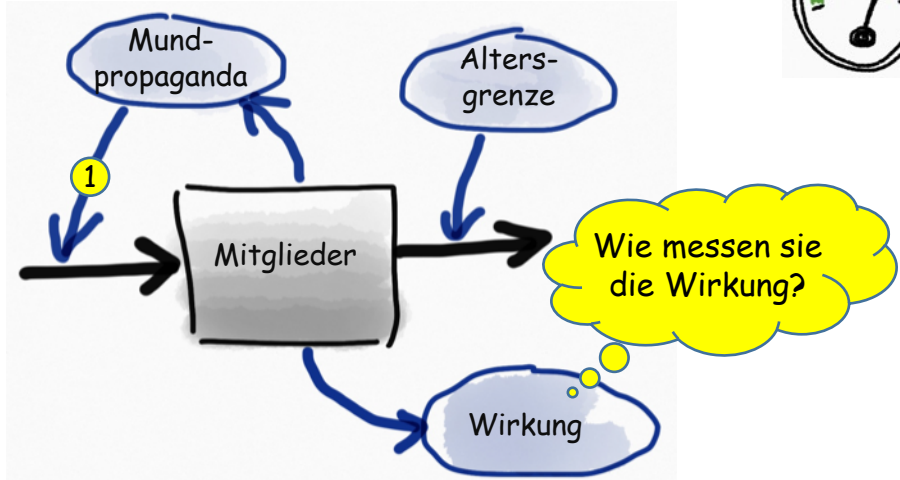 Mund-
propaganda
Alters-
grenze
1
Mitglieder
Wie messen sie
die Wirkung?
Wirkung